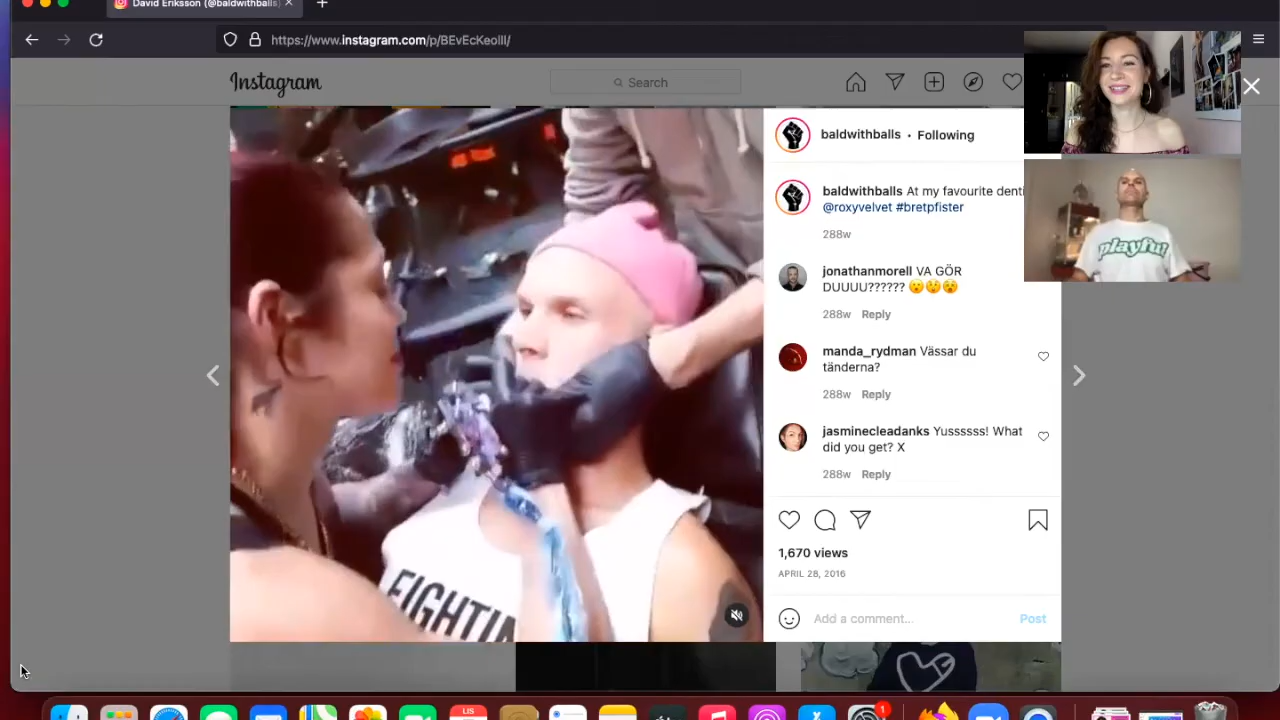 David Eriksson (@baldwithballs)
https://www.instagram.com/p/BEvEcKeolll/
Instagram
Search
baldwithballs • Following
baldwithballs At my favourite denti
@roxyvelvet #bretpfister
288w
jonathanmorell VA GÖR
DUUUU?????? 😮😲😵
288w Reply
manda_rydman Vässar du
tänderna?
288w Reply
jasminecleadanks Yussssss! What
did you get? X
288w Reply
1,670 views
APRIL 28, 2016
Add a comment... Post
playful
FIGHTIN
1